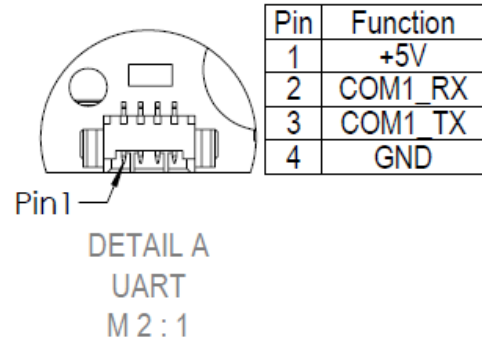 Pin Function
1 +5V
2 COM1_RX
3 COM1_TX
4 GND
Pin1
DETAIL A
UART
M 2 : 1